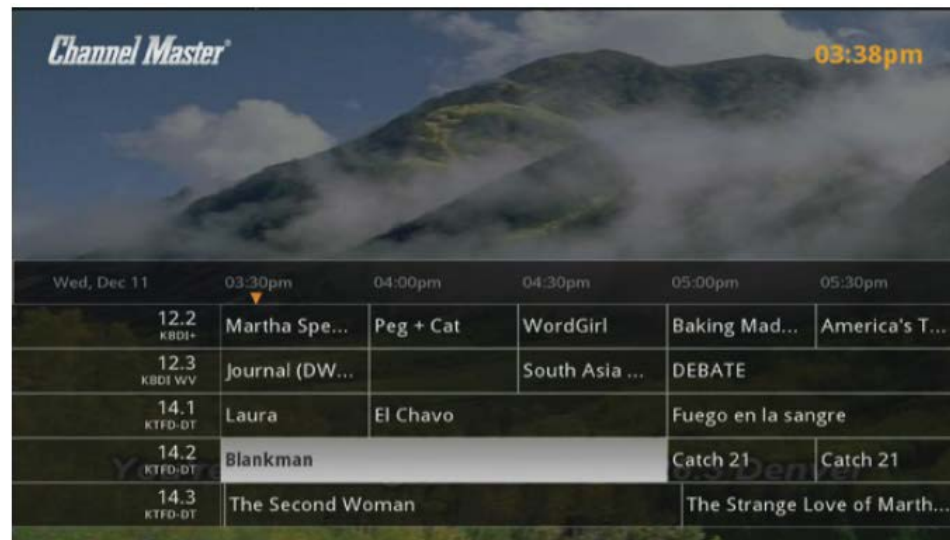 Channel Master®
03:38pm
Wed, Dec 11 03:30pm 04:00pm 04:30pm 05:00pm 05:30pm
12.2 Martha Spe... Peg + Cat WordGirl Baking Mad... America's T...
KBDI+
12.3 Journal (DW... South Asia ... DEBATE
KBDI WV
14.1 Laura El Chavo Fuego en la sangre
KTFD-DT
14.2 Blankman Catch 21 Catch 21
KTFD-DT
14.3 The Second Woman The Strange Love of Marth...
KTFD-DT